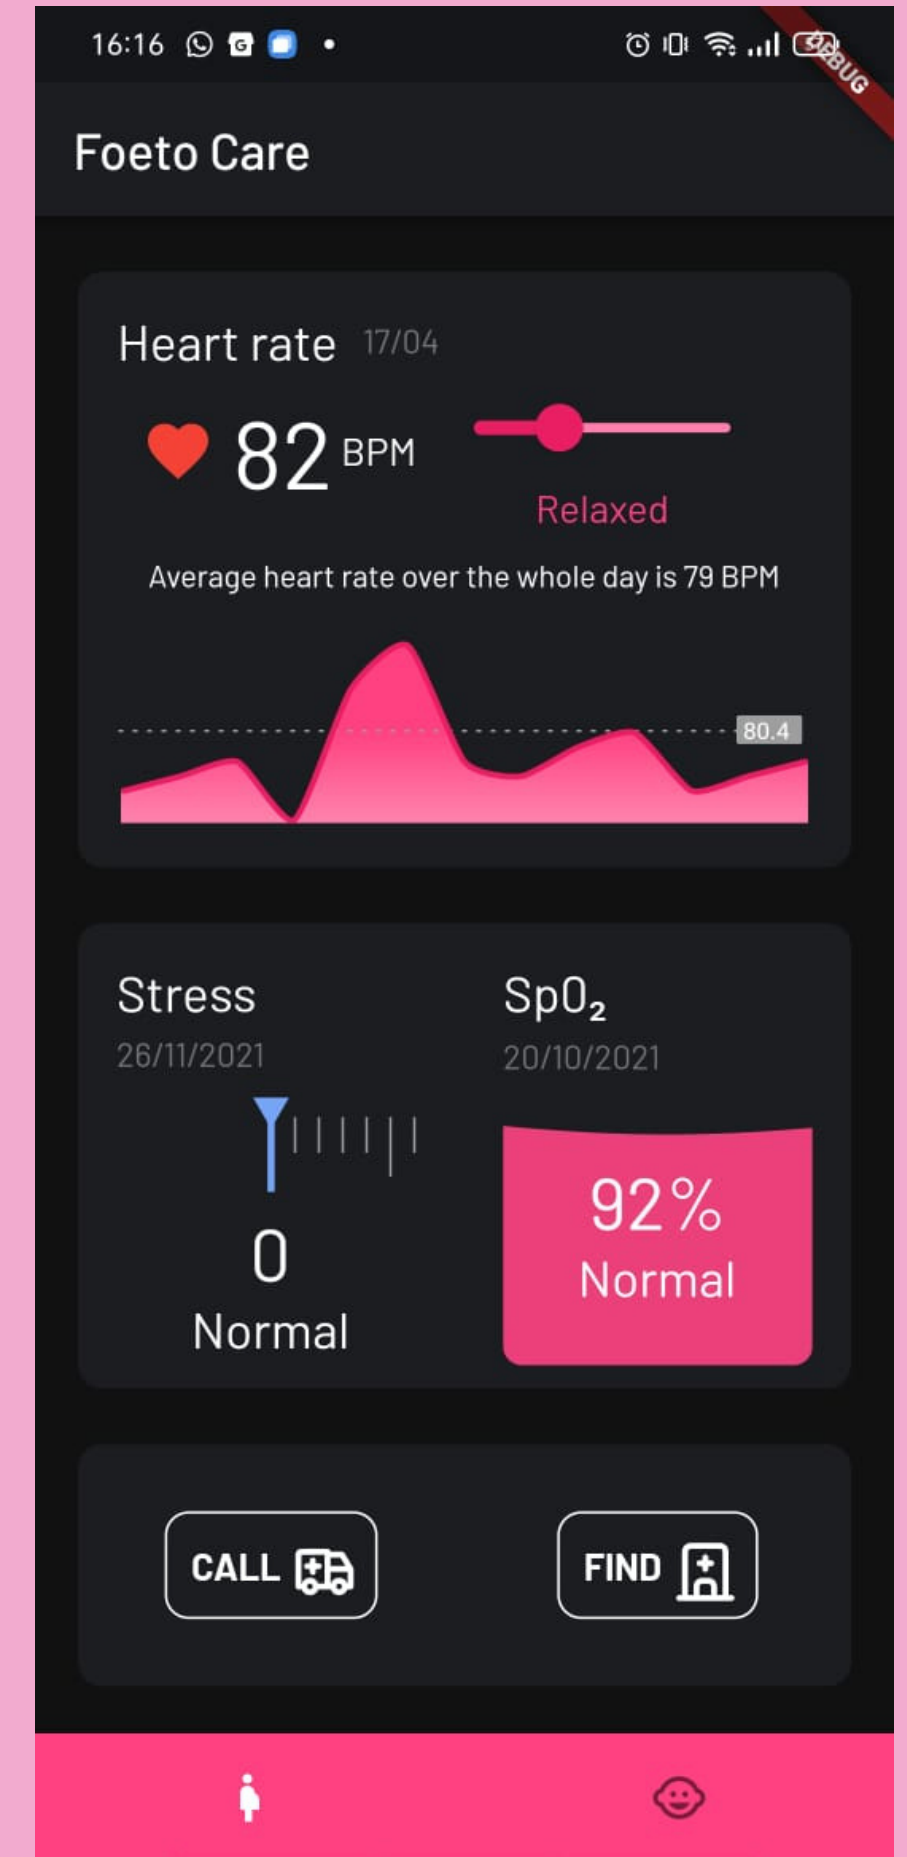 16:16
DEBUG
Foeto Care
Heart rate 17/04
82 BPM
Relaxed
Average heart rate over the whole day is 79 BPM
80.4
Stress
26/11/2021
0
Normal
SpO₂
20/10/2021
92%
Normal
CALL
FIND